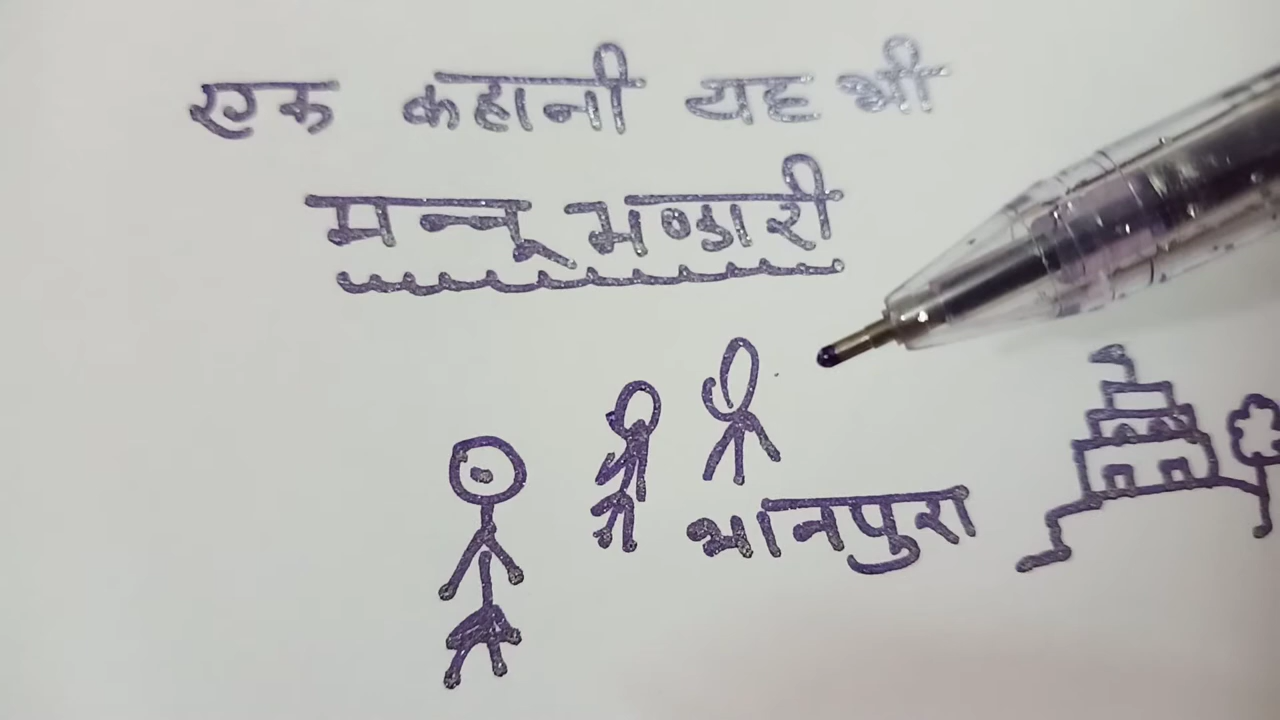 एक कहानी यह भी
मन्नू भण्डारी
भानपुरा